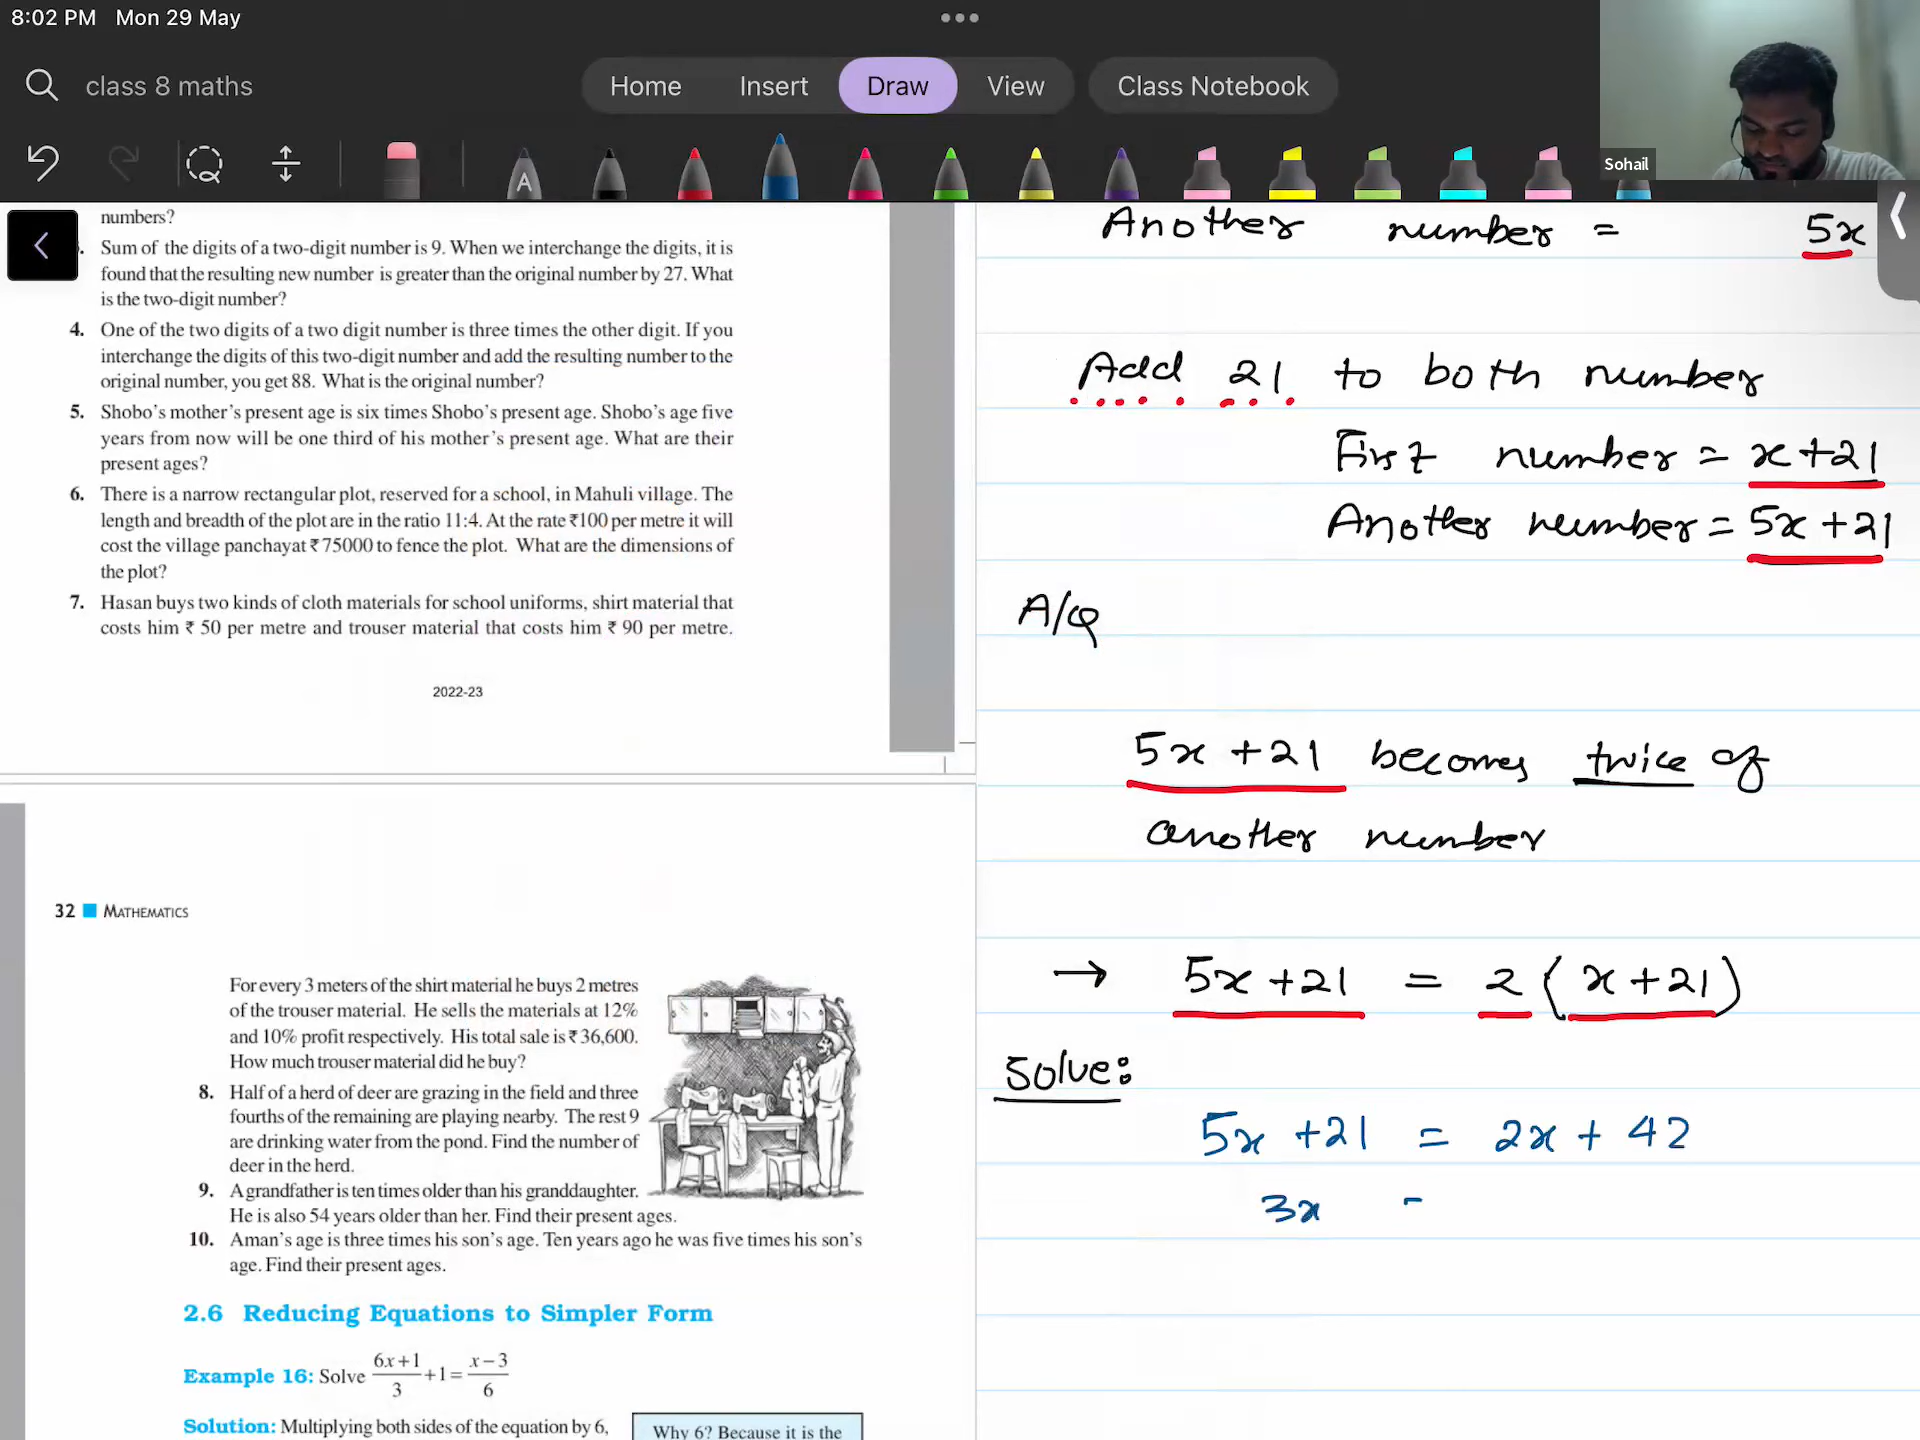 8:02 PM Mon 29 May
class 8 maths
Home Insert Draw View Class Notebook
A
Sohail
numbers?
Sum of the digits of a two-digit number is 9. When we interchange the digits, it is
found that the resulting new number is greater than the original number by 27. What
is the two-digit number?
4. One of the two digits of a two digit number is three times the other digit. If you
interchange the digits of this two-digit number and add the resulting number to the
original number, you get 88. What is the original number?
5. Shobo's mother's present age is six times Shobo's present age. Shobo's age five
years from now will be one third of his mother's present age. What are their
present ages?
6. There is a narrow rectangular plot, reserved for a school, in Mahuli village. The
length and breadth of the plot are in the ratio 11:4. At the rate ₹100 per metre it will
cost the village panchayat ₹75000 to fence the plot. What are the dimensions of
the plot?
7. Hasan buys two kinds of cloth materials for school uniforms, shirt material that
costs him ₹ 50 per metre and trouser material that costs him ₹ 90 per metre.
2022-23
32 MATHEMATICS
For every 3 meters of the shirt material he buys 2 metres
of the trouser material. He sells the materials at 12%
and 10% profit respectively. His total sale is ₹36,600.
How much trouser material did he buy?
8. Half of a herd of deer are grazing in the field and three
fourths of the remaining are playing nearby. The rest 9
are drinking water from the pond. Find the number of
deer in the herd.
9. A grandfather is ten times older than his granddaughter.
He is also 54 years older than her. Find their present ages.
10. Aman's age is three times his son's age. Ten years ago he was five times his son's
age. Find their present ages.
2.6 Reducing Equations to Simpler Form
Example 16: Solve (6x+1)/3 + 1 = (x−3)/6
Solution: Multiplying both sides of the equation by 6,
Why 6? Because it is the
Another number = 5x
Add 21 to both number
First number = x+21
Another number = 5x+21
A/Q
5x+21 becomes twice of
another number
→ 5x+21 = 2(x+21)
Solve:
5x+21 = 2x+42
3x